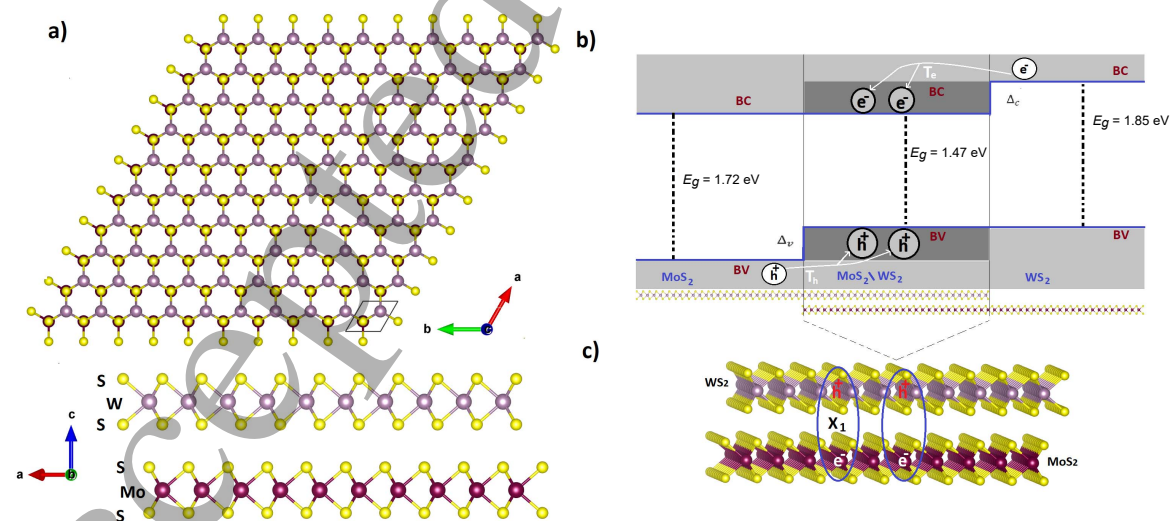 a)
a
b
c
S
W
S
c
a
b
S
Mo
S
b)
e-
Te
BC
BC
BC
e- e-
Δc
Eg = 1.85 eV
Eg = 1.47 eV
Eg = 1.72 eV
Δv
h+ h+
BV
BV
BV
h+
Th
MoS2
MoS2\WS2
WS2
c)
WS2
h+ h+
X1
e- e-
MoS2
cepted